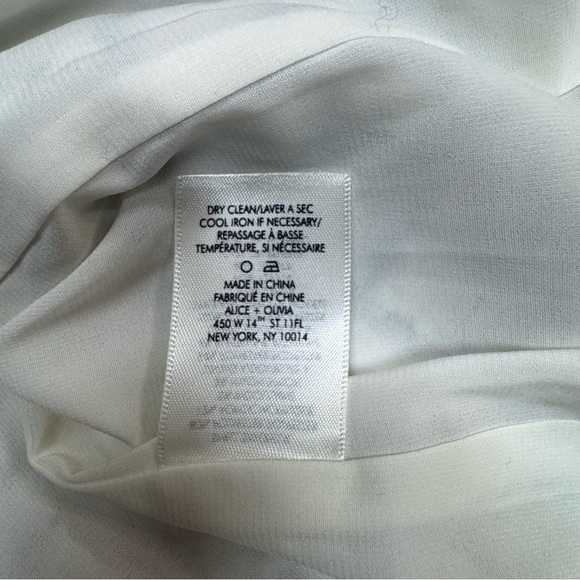 DRY CLEAN/LAVER A SEC
COOL IRON IF NECESSARY/
REPASSAGE À BASSE
TEMPÉRATURE, SI NÉCESSAIRE
MADE IN CHINA
FABRIQUÉ EN CHINE
ALICE + OLIVIA
450 W 14TH ST 11FL
NEW YORK, NY 10014